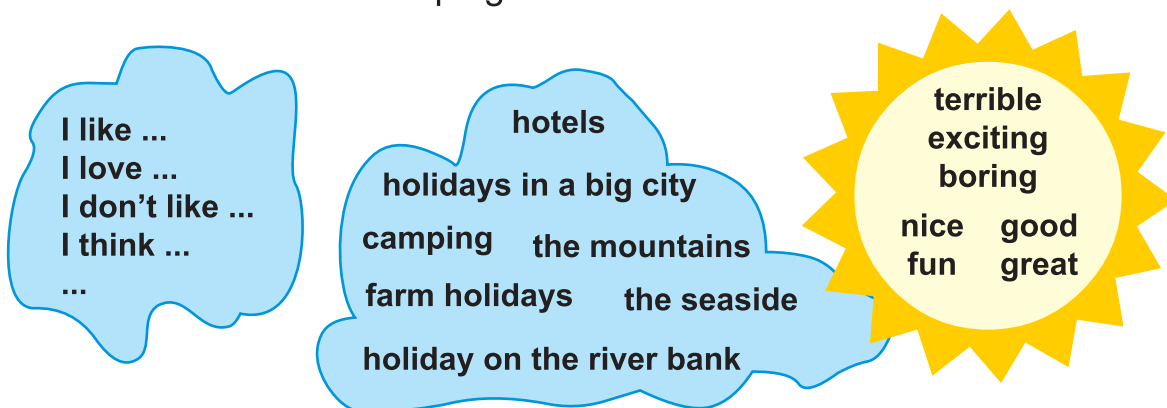 I like ...
I love ...
I don't like ...
I think ...
...
hotels
holidays in a big city
camping the mountains
farm holidays the seaside
holiday on the river bank
terrible
exciting
boring
nice good
fun great